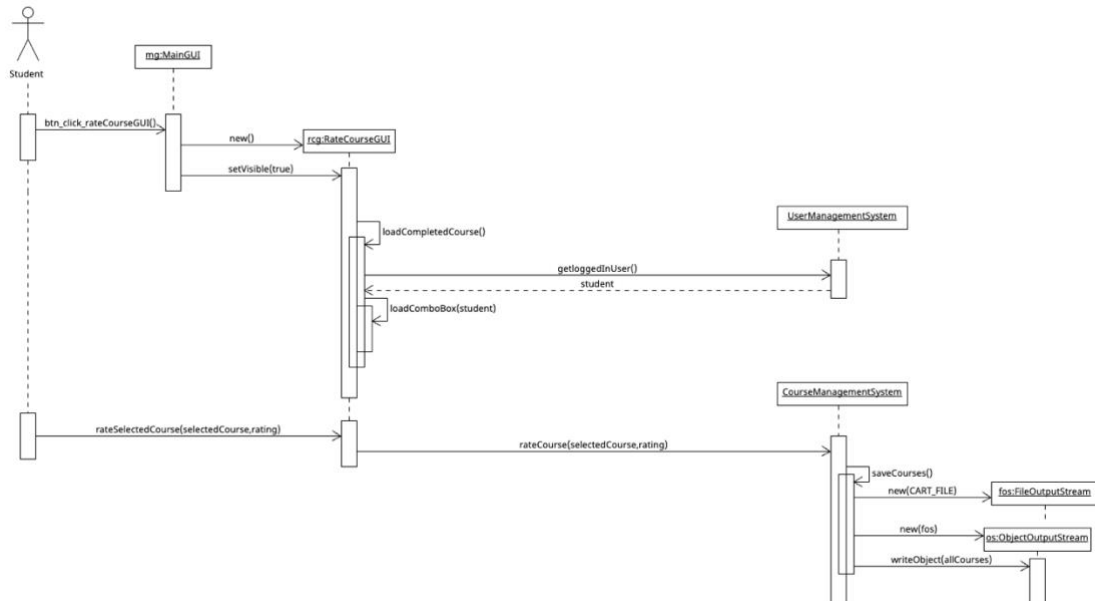 mg:MainGUI
Student
btn_click_rateCourseGUI()
new()
rcg:RateCourseGUI
setVisible(true)
UserManagementSystem
loadCompletedCourse()
getloggedInUser()
student
loadComboBox(student)
CourseManagementSystem
rateSelectedCourse(selectedCourse,rating)
rateCourse(selectedCourse,rating)
saveCourses()
new(CART_FILE)
fos:FileOutputStream
new(fos)
os:ObjectOutputStream
writeObject(allCourses)